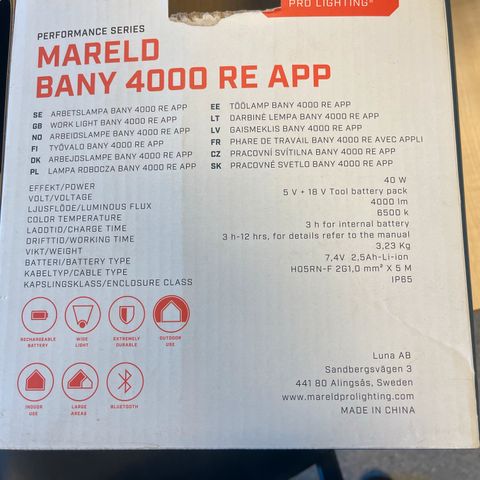 PRO LIGHTING®
PERFORMANCE SERIES
MARELD
BANY 4000 RE APP
SE ARBETSLAMPA BANY 4000 RE APP
GB WORK LIGHT BANY 4000 RE APP
NO ARBEIDSLAMPE BANY 4000 RE APP
FI TYÖVALO BANY 4000 RE APP
DK ARBEJDSLAMPE BANY 4000 RE APP
PL LAMPA ROBOCZA BANY 4000 RE APP
EE TÖÖLAMP BANY 4000 RE APP
LT DARBINĖ LEMPA BANY 4000 RE APP
LV GAISMEKLIS BANY 4000 RE APP
FR PHARE DE TRAVAIL BANY 4000 RE AVEC APPLI
CZ PRACOVNÍ SVÍTILNA BANY 4000 RE APP
SK PRACOVNÉ SVETLO BANY 4000 RE APP
EFFEKT/POWER 40 W
VOLT/VOLTAGE 5 V + 18 V Tool battery pack
LJUSFLÖDE/LUMINOUS FLUX 4000 lm
COLOR TEMPERATURE 6500 k
LADDTID/CHARGE TIME 3 h for internal battery
DRIFTTID/WORKING TIME 3 h-12 hrs, for details refer to the manual
VIKT/WEIGHT 3,23 Kg
BATTERI/BATTERY TYPE 7,4V 2,5Ah-Li-ion
KABELTYP/CABLE TYPE H05RN-F 2G1,0 mm² X 5 M
KAPSLINGSKLASS/ENCLOSURE CLASS IP65
RECHARGEABLE
BATTERY
WIDE
LIGHT
EXTREMELY
DURABLE
OUTDOOR
USE
INDOOR
USE
LARGE
AREAS
BLUETOOTH
Luna AB
Sandbergsvägen 3
441 80 Alingsås, Sweden
www.mareldprolighting.com
MADE IN CHINA